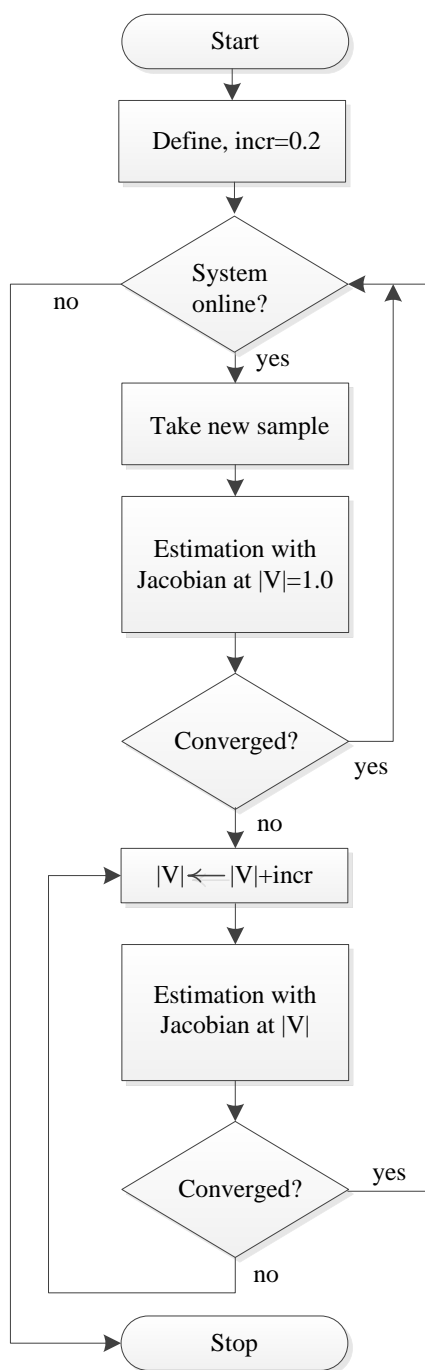 Start
Define, incr=0.2
System
online?
no
yes
Take new sample
Estimation with
Jacobian at |V|=1.0
Converged?
yes
no
|V|← |V|+incr
Estimation with
Jacobian at |V|
Converged?
yes
no
Stop